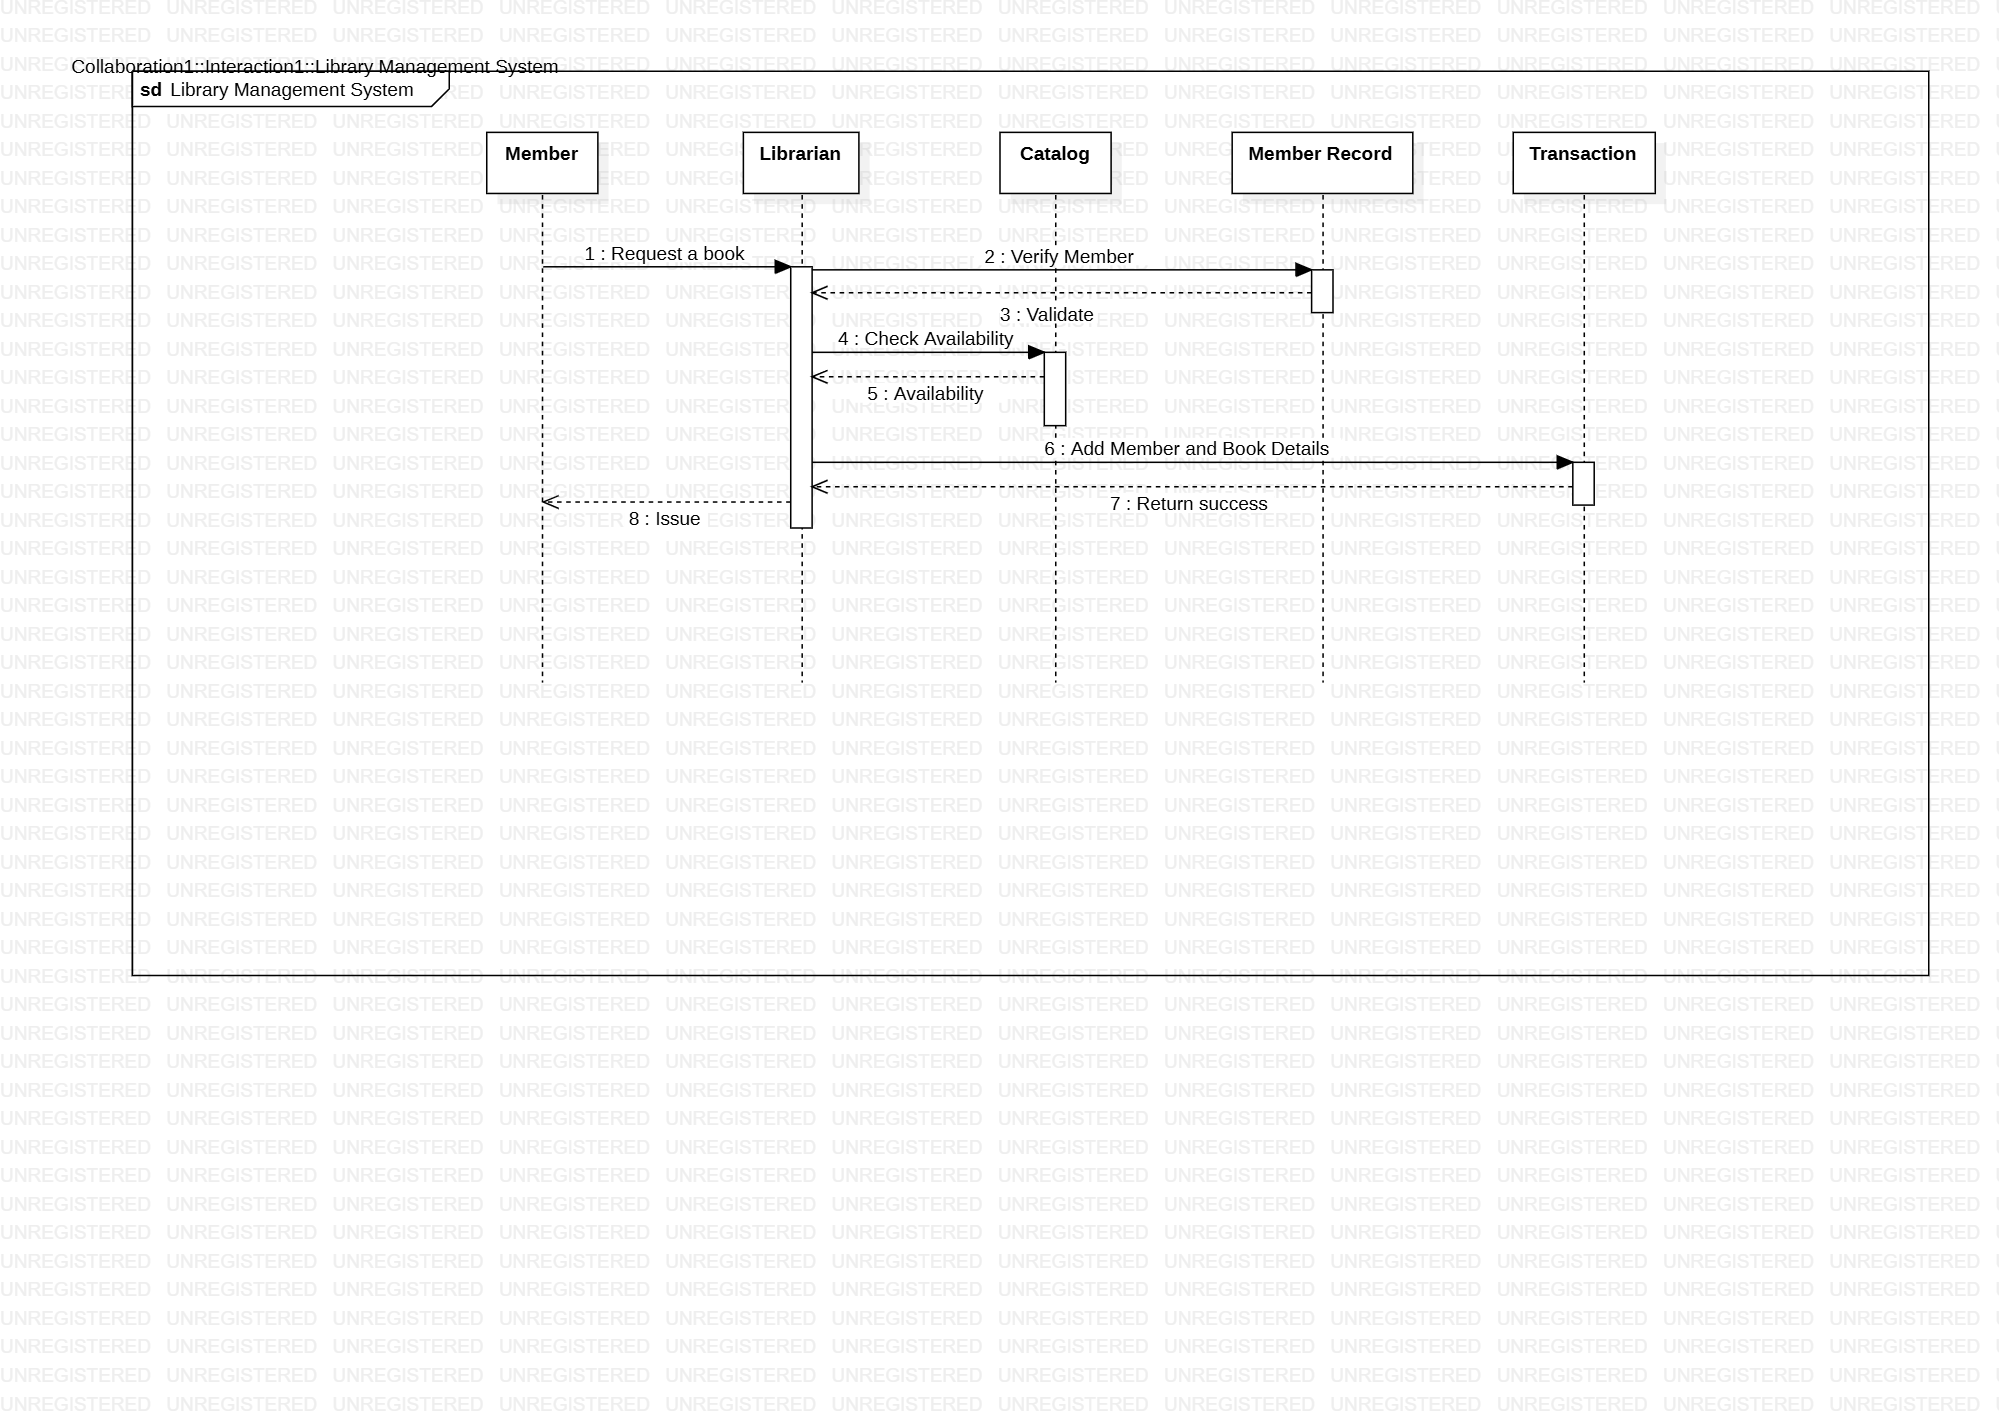 Collaboration1::Interaction1::Library Management System
sd Library Management System
Member
Librarian
Catalog
Member Record
Transaction
1 : Request a book
2 : Verify Member
3 : Validate
4 : Check Availability
5 : Availability
6 : Add Member and Book Details
7 : Return success
8 : Issue
UNREGISTERED